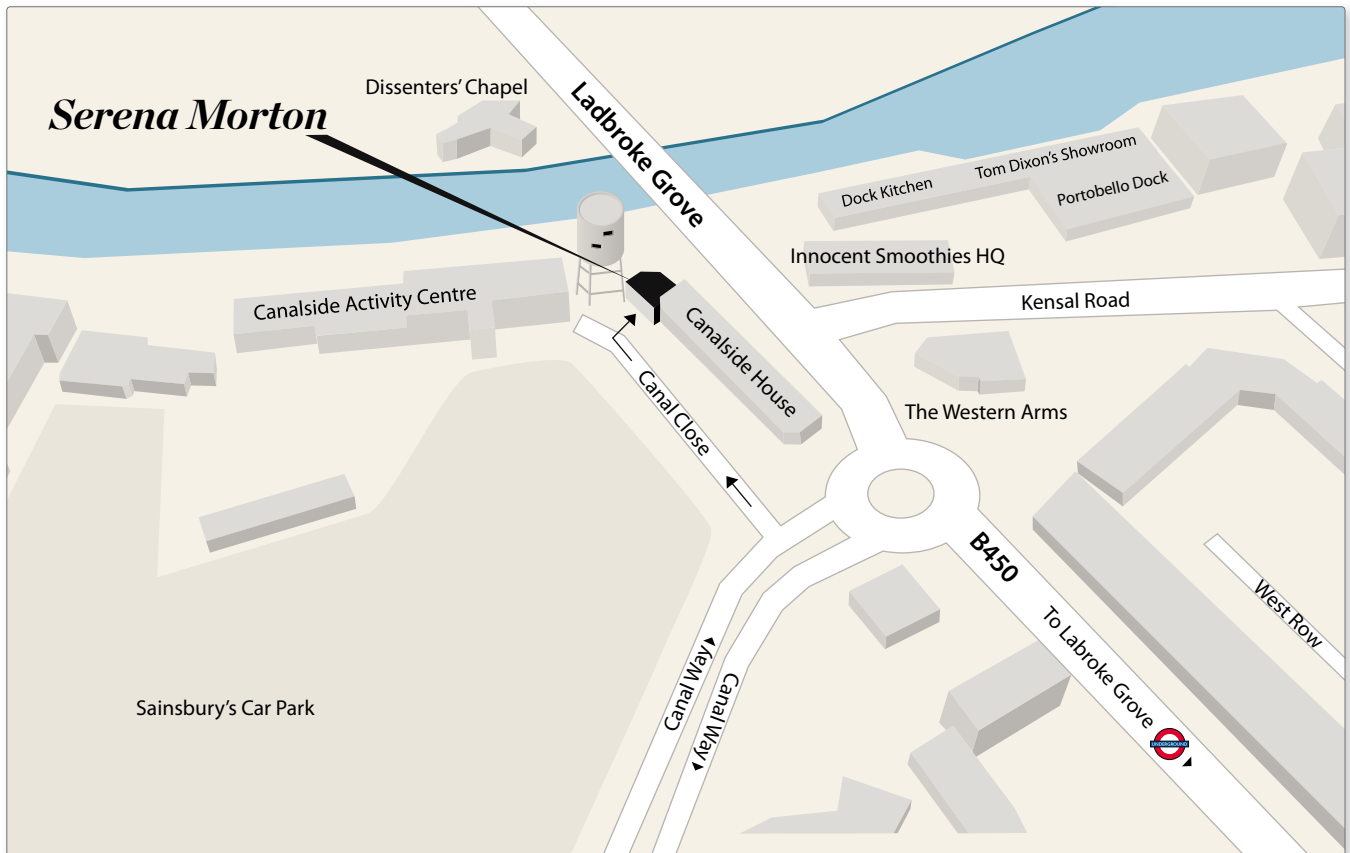 Dissenters' Chapel
Serena Morton
Ladbroke Grove
Dock Kitchen
Tom Dixon's Showroom
Portobello Dock
Innocent Smoothies HQ
Kensal Road
Canalside Activity Centre
Canalside House
Canal Close
The Western Arms
B450
To Labroke Grove
UNDERGROUND
West Row
Canal Way
Canal Way
Sainsbury's Car Park